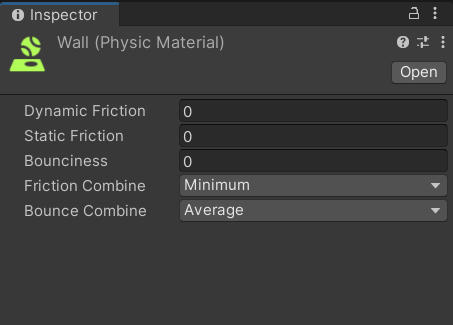 Inspector
Wall (Physic Material)
Open
Dynamic Friction 0
Static Friction 0
Bounciness 0
Friction Combine Minimum
Bounce Combine Average